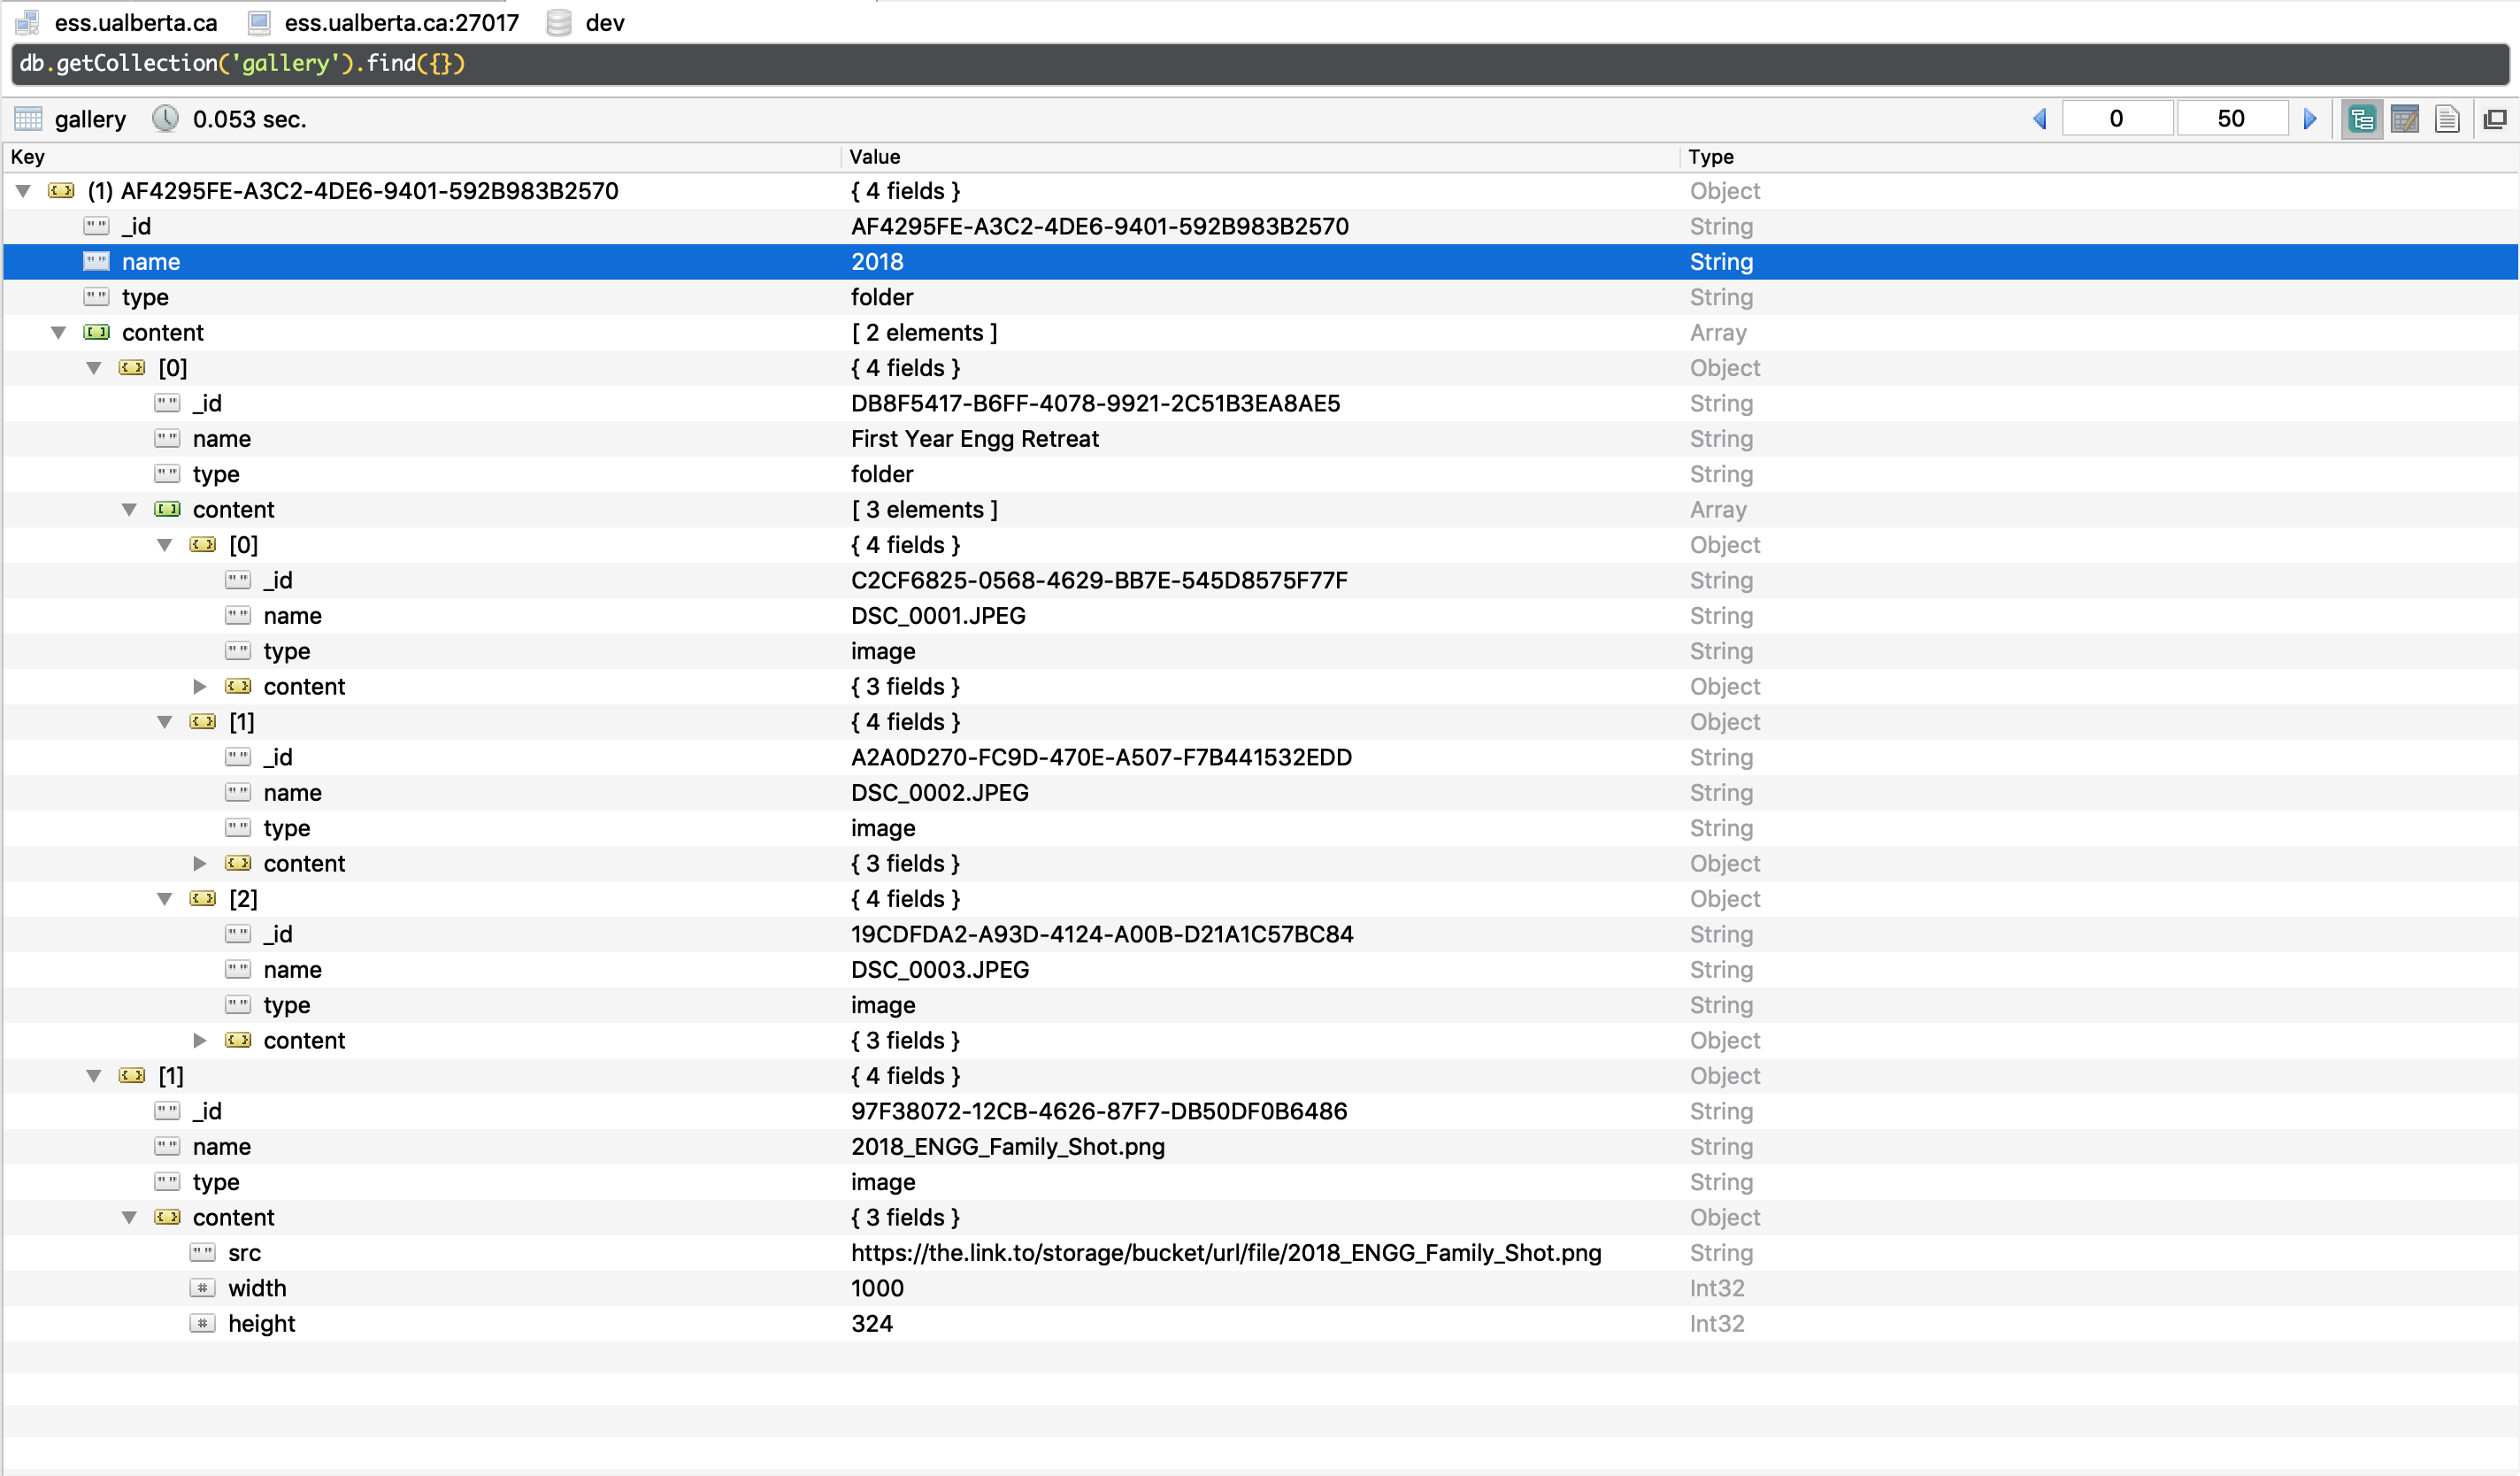 ess.ualberta.ca ess.ualberta.ca:27017 dev
db.getCollection('gallery').find({})
gallery 0.053 sec. 0 50
Key Value Type
(1) AF4295FE-A3C2-4DE6-9401-592B983B2570 { 4 fields } Object
_id AF4295FE-A3C2-4DE6-9401-592B983B2570 String
name 2018 String
type folder String
content [ 2 elements ] Array
[0] { 4 fields } Object
_id DB8F5417-B6FF-4078-9921-2C51B3EA8AE5 String
name First Year Engg Retreat String
type folder String
content [ 3 elements ] Array
[0] { 4 fields } Object
_id C2CF6825-0568-4629-BB7E-545D8575F77F String
name DSC_0001.JPEG String
type image String
content { 3 fields } Object
[1] { 4 fields } Object
_id A2A0D270-FC9D-470E-A507-F7B441532EDD String
name DSC_0002.JPEG String
type image String
content { 3 fields } Object
[2] { 4 fields } Object
_id 19CDFDA2-A93D-4124-A00B-D21A1C57BC84 String
name DSC_0003.JPEG String
type image String
content { 3 fields } Object
[1] { 4 fields } Object
_id 97F38072-12CB-4626-87F7-DB50DF0B6486 String
name 2018_ENGG_Family_Shot.png String
type image String
content { 3 fields } Object
src https://the.link.to/storage/bucket/url/file/2018_ENGG_Family_Shot.png String
width 1000 Int32
height 324 Int32